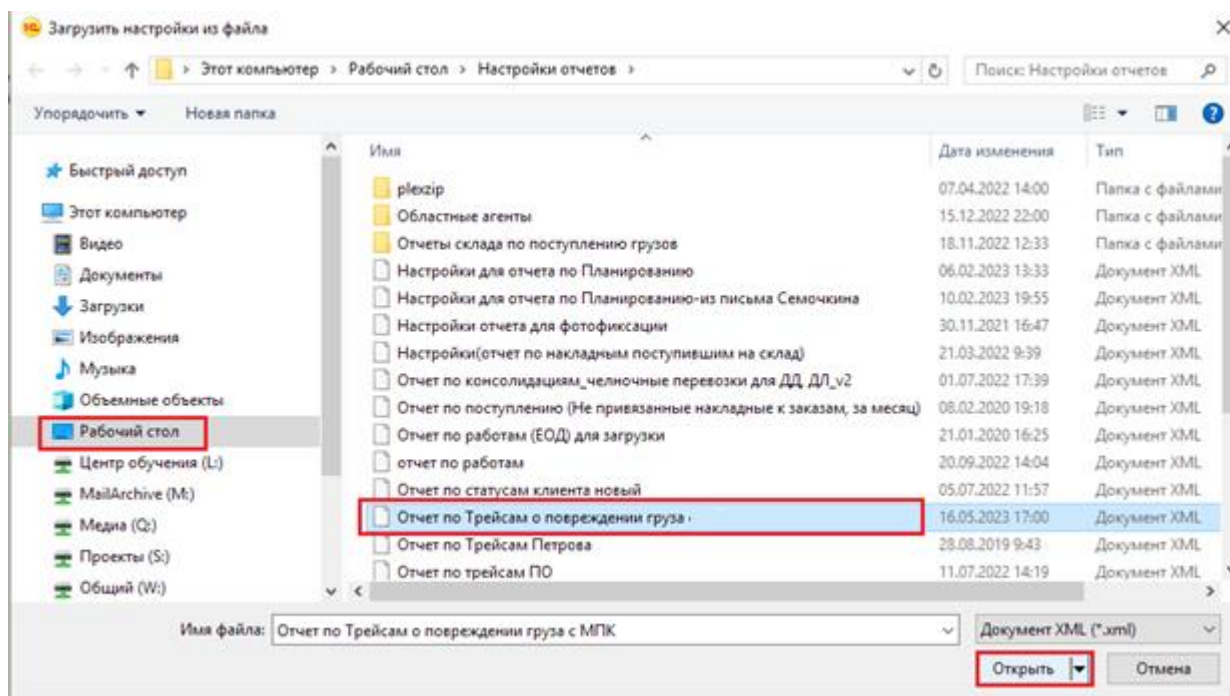 Загрузить настройки из файла
Этот компьютер > Рабочий стол > Настройки отчетов >
Поиск: Настройки отчетов
Упорядочить Новая папка
Имя Дата изменения Тип
Быстрый доступ
Этот компьютер
Видео
Документы
Загрузки
Изображения
Музыка
Объемные объекты
Рабочий стол
Центр обучения (L:)
MailArchive (M:)
Медиа (Q:)
Проекты (S:)
Общий (W:)
plexzip 07.04.2022 14:00 Папка с файлами
Областные агенты 15.12.2022 22:00 Папка с файлами
Отчеты склада по поступлению грузов 18.11.2022 12:33 Папка с файлами
Настройки для отчета по Планированию 06.02.2023 13:33 Документ XML
Настройки для отчета по Планированию-из письма Семочкина 10.02.2023 19:55 Документ XML
Настройки отчета для фотофиксации 30.11.2021 16:47 Документ XML
Настройки(отчет по накладным поступившим на склад) 21.03.2022 9:39 Документ XML
Отчет по консолидациям_челночные перевозки для ДД, ДЛ_v2 01.07.2022 17:39 Документ XML
Отчет по поступлению (Не привязанные накладные к заказам, за месяц) 08.02.2020 19:18 Документ XML
Отчет по работам (ЕОД) для загрузки 21.01.2020 16:25 Документ XML
отчет по работам 20.09.2022 14:04 Документ XML
Отчет по статусам клиента новый 05.07.2022 11:57 Документ XML
Отчет по Трейсам о повреждении груза 16.05.2023 17:00 Документ XML
Отчет по Трейсам Петрова 28.08.2019 9:43 Документ XML
Отчет по трейсам ПО 11.07.2022 14:19 Документ XML
Имя файла: Отчет по Трейсам о повреждении груза с МПК Документ XML (*.xml)
Открыть Отмена